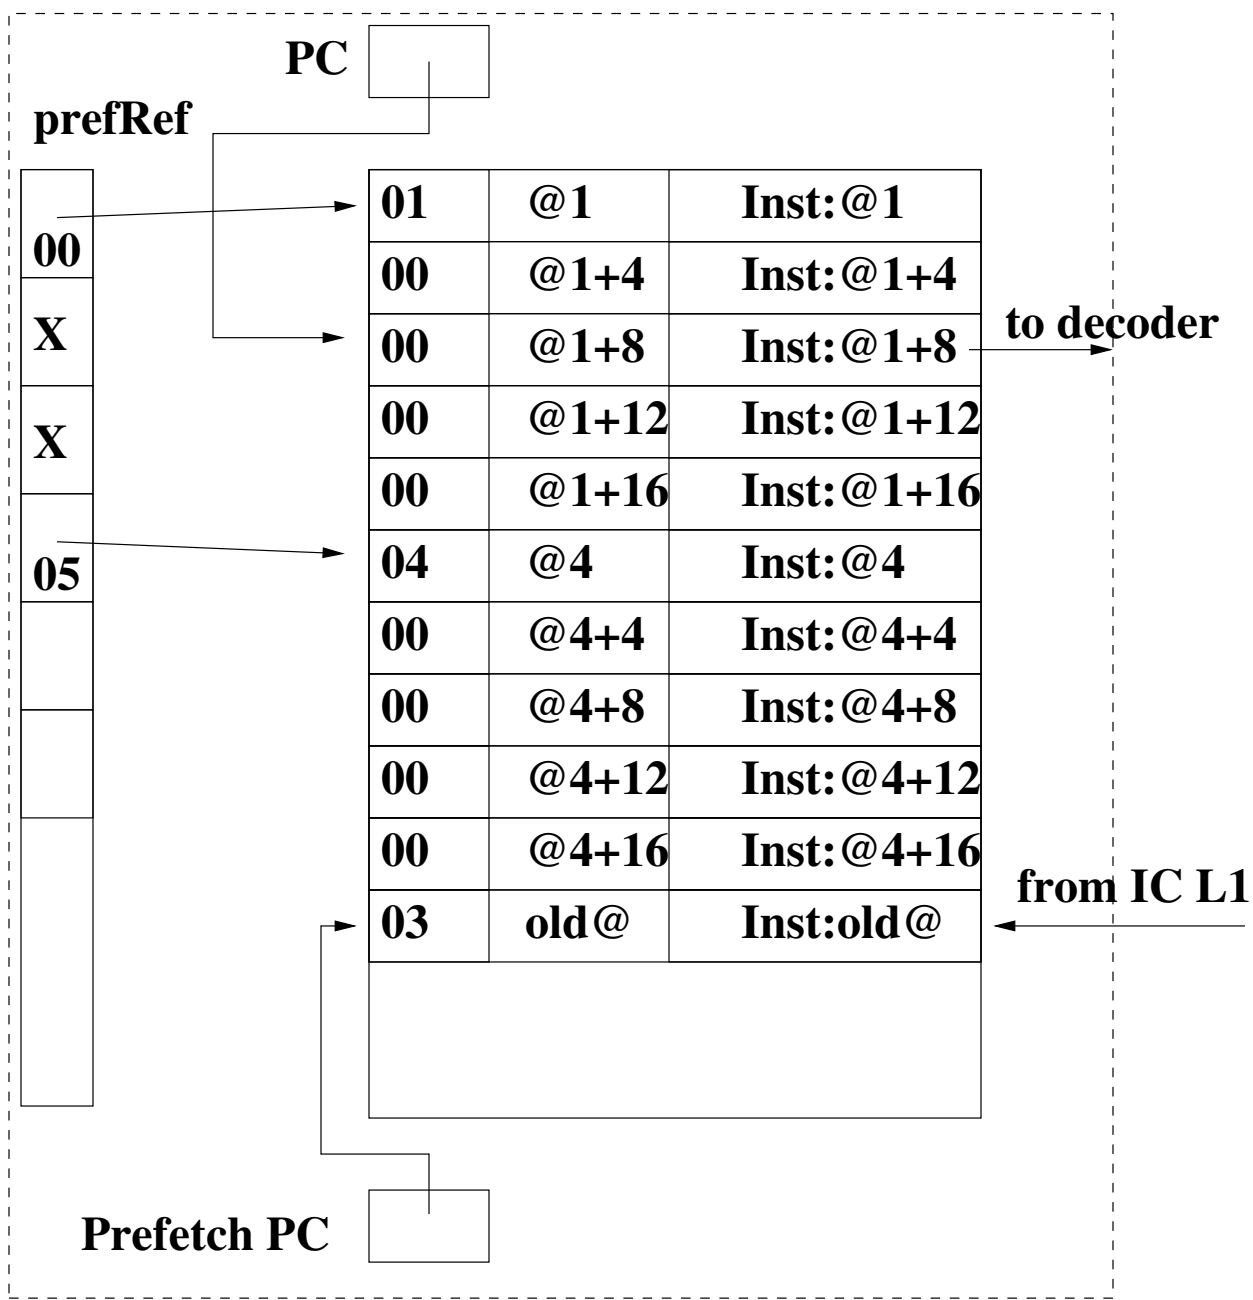 PC
prefRef
00
X
X
05
01 @1 Inst:@1
00 @1+4 Inst:@1+4
00 @1+8 Inst:@1+8
00 @1+12 Inst:@1+12
00 @1+16 Inst:@1+16
04 @4 Inst:@4
00 @4+4 Inst:@4+4
00 @4+8 Inst:@4+8
00 @4+12 Inst:@4+12
00 @4+16 Inst:@4+16
03 old@ Inst:old@
to decoder
from IC L1
Prefetch PC